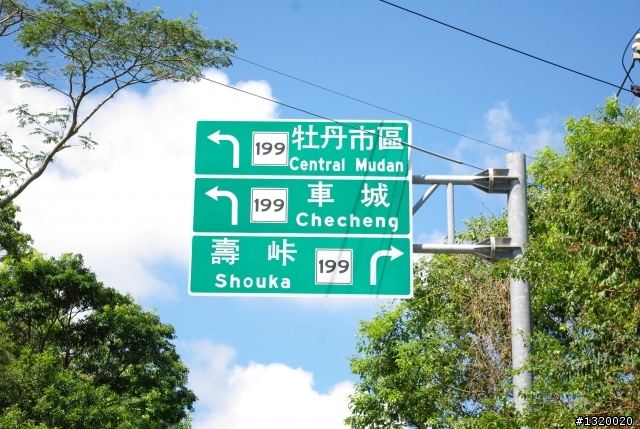 199 牡丹市區
Central Mudan
199 車城
Checheng
壽峠 199
Shouka
#1320020